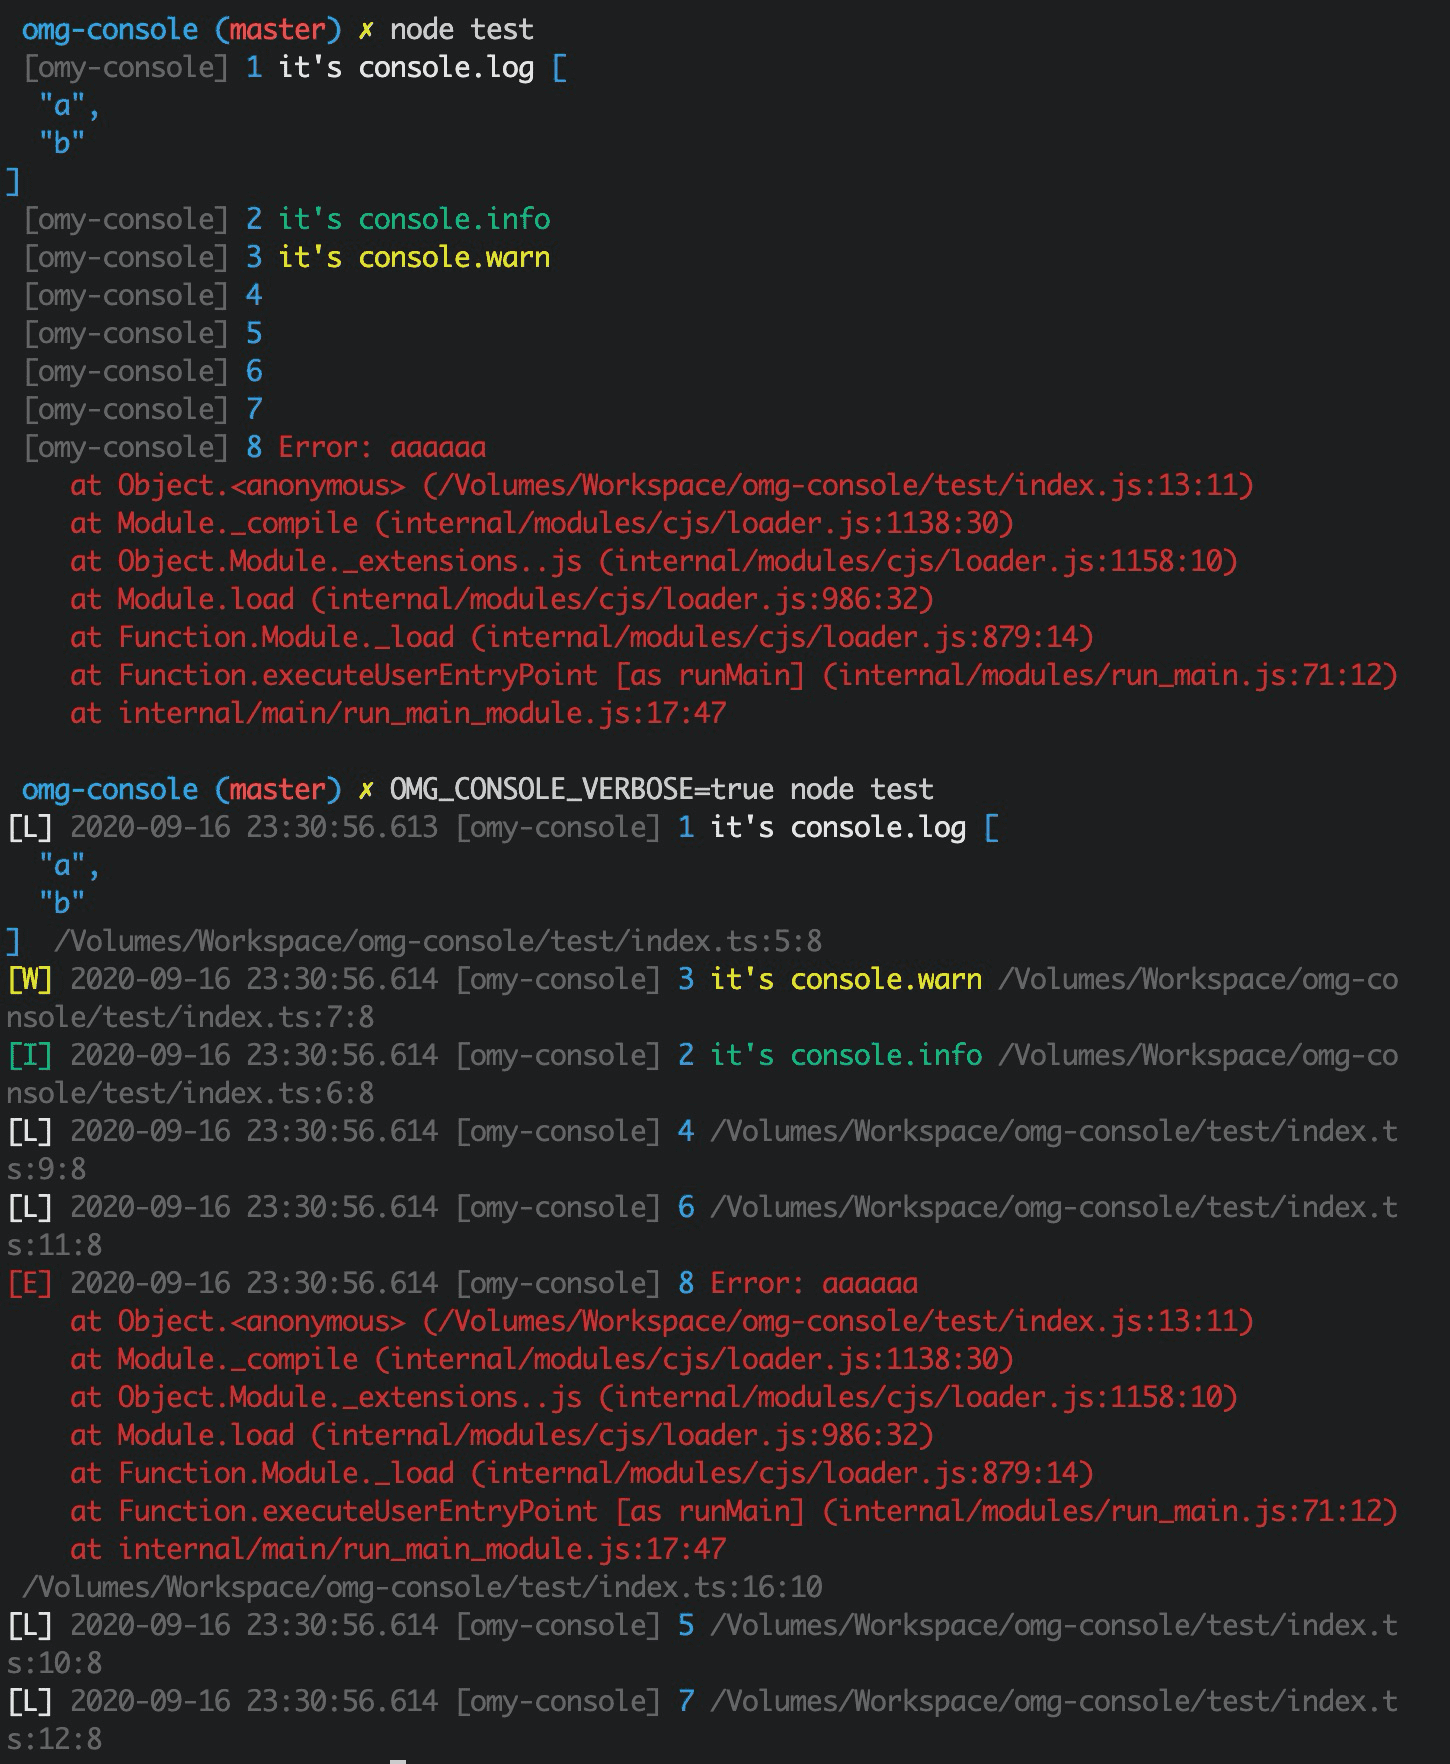 omg-console (master) ✗ node test
[omy-console] 1 it's console.log [
  "a",
  "b"
]
[omy-console] 2 it's console.info
[omy-console] 3 it's console.warn
[omy-console] 4
[omy-console] 5
[omy-console] 6
[omy-console] 7
[omy-console] 8 Error: aaaaaa
    at Object.<anonymous> (/Volumes/Workspace/omg-console/test/index.js:13:11)
    at Module._compile (internal/modules/cjs/loader.js:1138:30)
    at Object.Module._extensions..js (internal/modules/cjs/loader.js:1158:10)
    at Module.load (internal/modules/cjs/loader.js:986:32)
    at Function.Module._load (internal/modules/cjs/loader.js:879:14)
    at Function.executeUserEntryPoint [as runMain] (internal/modules/run_main.js:71:12)
    at internal/main/run_main_module.js:17:47
omg-console (master) ✗ OMG_CONSOLE_VERBOSE=true node test
[L] 2020-09-16 23:30:56.613 [omy-console] 1 it's console.log [
  "a",
  "b"
]  /Volumes/Workspace/omg-console/test/index.ts:5:8
[W] 2020-09-16 23:30:56.614 [omy-console] 3 it's console.warn /Volumes/Workspace/omg-co
nsole/test/index.ts:7:8
[I] 2020-09-16 23:30:56.614 [omy-console] 2 it's console.info /Volumes/Workspace/omg-co
nsole/test/index.ts:6:8
[L] 2020-09-16 23:30:56.614 [omy-console] 4 /Volumes/Workspace/omg-console/test/index.t
s:9:8
[L] 2020-09-16 23:30:56.614 [omy-console] 6 /Volumes/Workspace/omg-console/test/index.t
s:11:8
[E] 2020-09-16 23:30:56.614 [omy-console] 8 Error: aaaaaa
    at Object.<anonymous> (/Volumes/Workspace/omg-console/test/index.js:13:11)
    at Module._compile (internal/modules/cjs/loader.js:1138:30)
    at Object.Module._extensions..js (internal/modules/cjs/loader.js:1158:10)
    at Module.load (internal/modules/cjs/loader.js:986:32)
    at Function.Module._load (internal/modules/cjs/loader.js:879:14)
    at Function.executeUserEntryPoint [as runMain] (internal/modules/run_main.js:71:12)
    at internal/main/run_main_module.js:17:47
/Volumes/Workspace/omg-console/test/index.ts:16:10
[L] 2020-09-16 23:30:56.614 [omy-console] 5 /Volumes/Workspace/omg-console/test/index.t
s:10:8
[L] 2020-09-16 23:30:56.614 [omy-console] 7 /Volumes/Workspace/omg-console/test/index.t
s:12:8